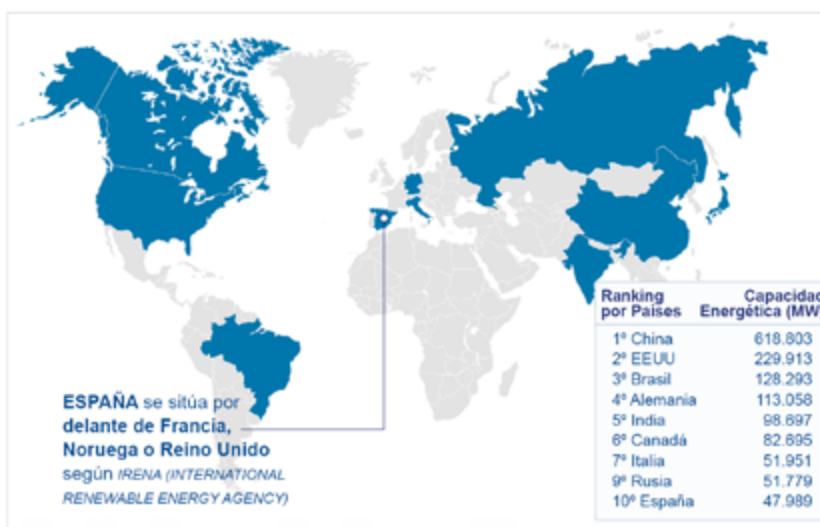 Ranking
por Países
Capacidad
Energética (MW
1º China 618.803
2º EEUU 229.913
3º Brasil 128.293
4º Alemania 113.058
5º India 98.697
6º Canadá 82.695
7º Italia 51.951
9º Rusia 51.779
10º España 47.989
ESPAÑA se sitúa por
delante de Francia,
Noruega o Reino Unido
según IRENA (INTERNATIONAL
RENEWABLE ENERGY AGENCY)